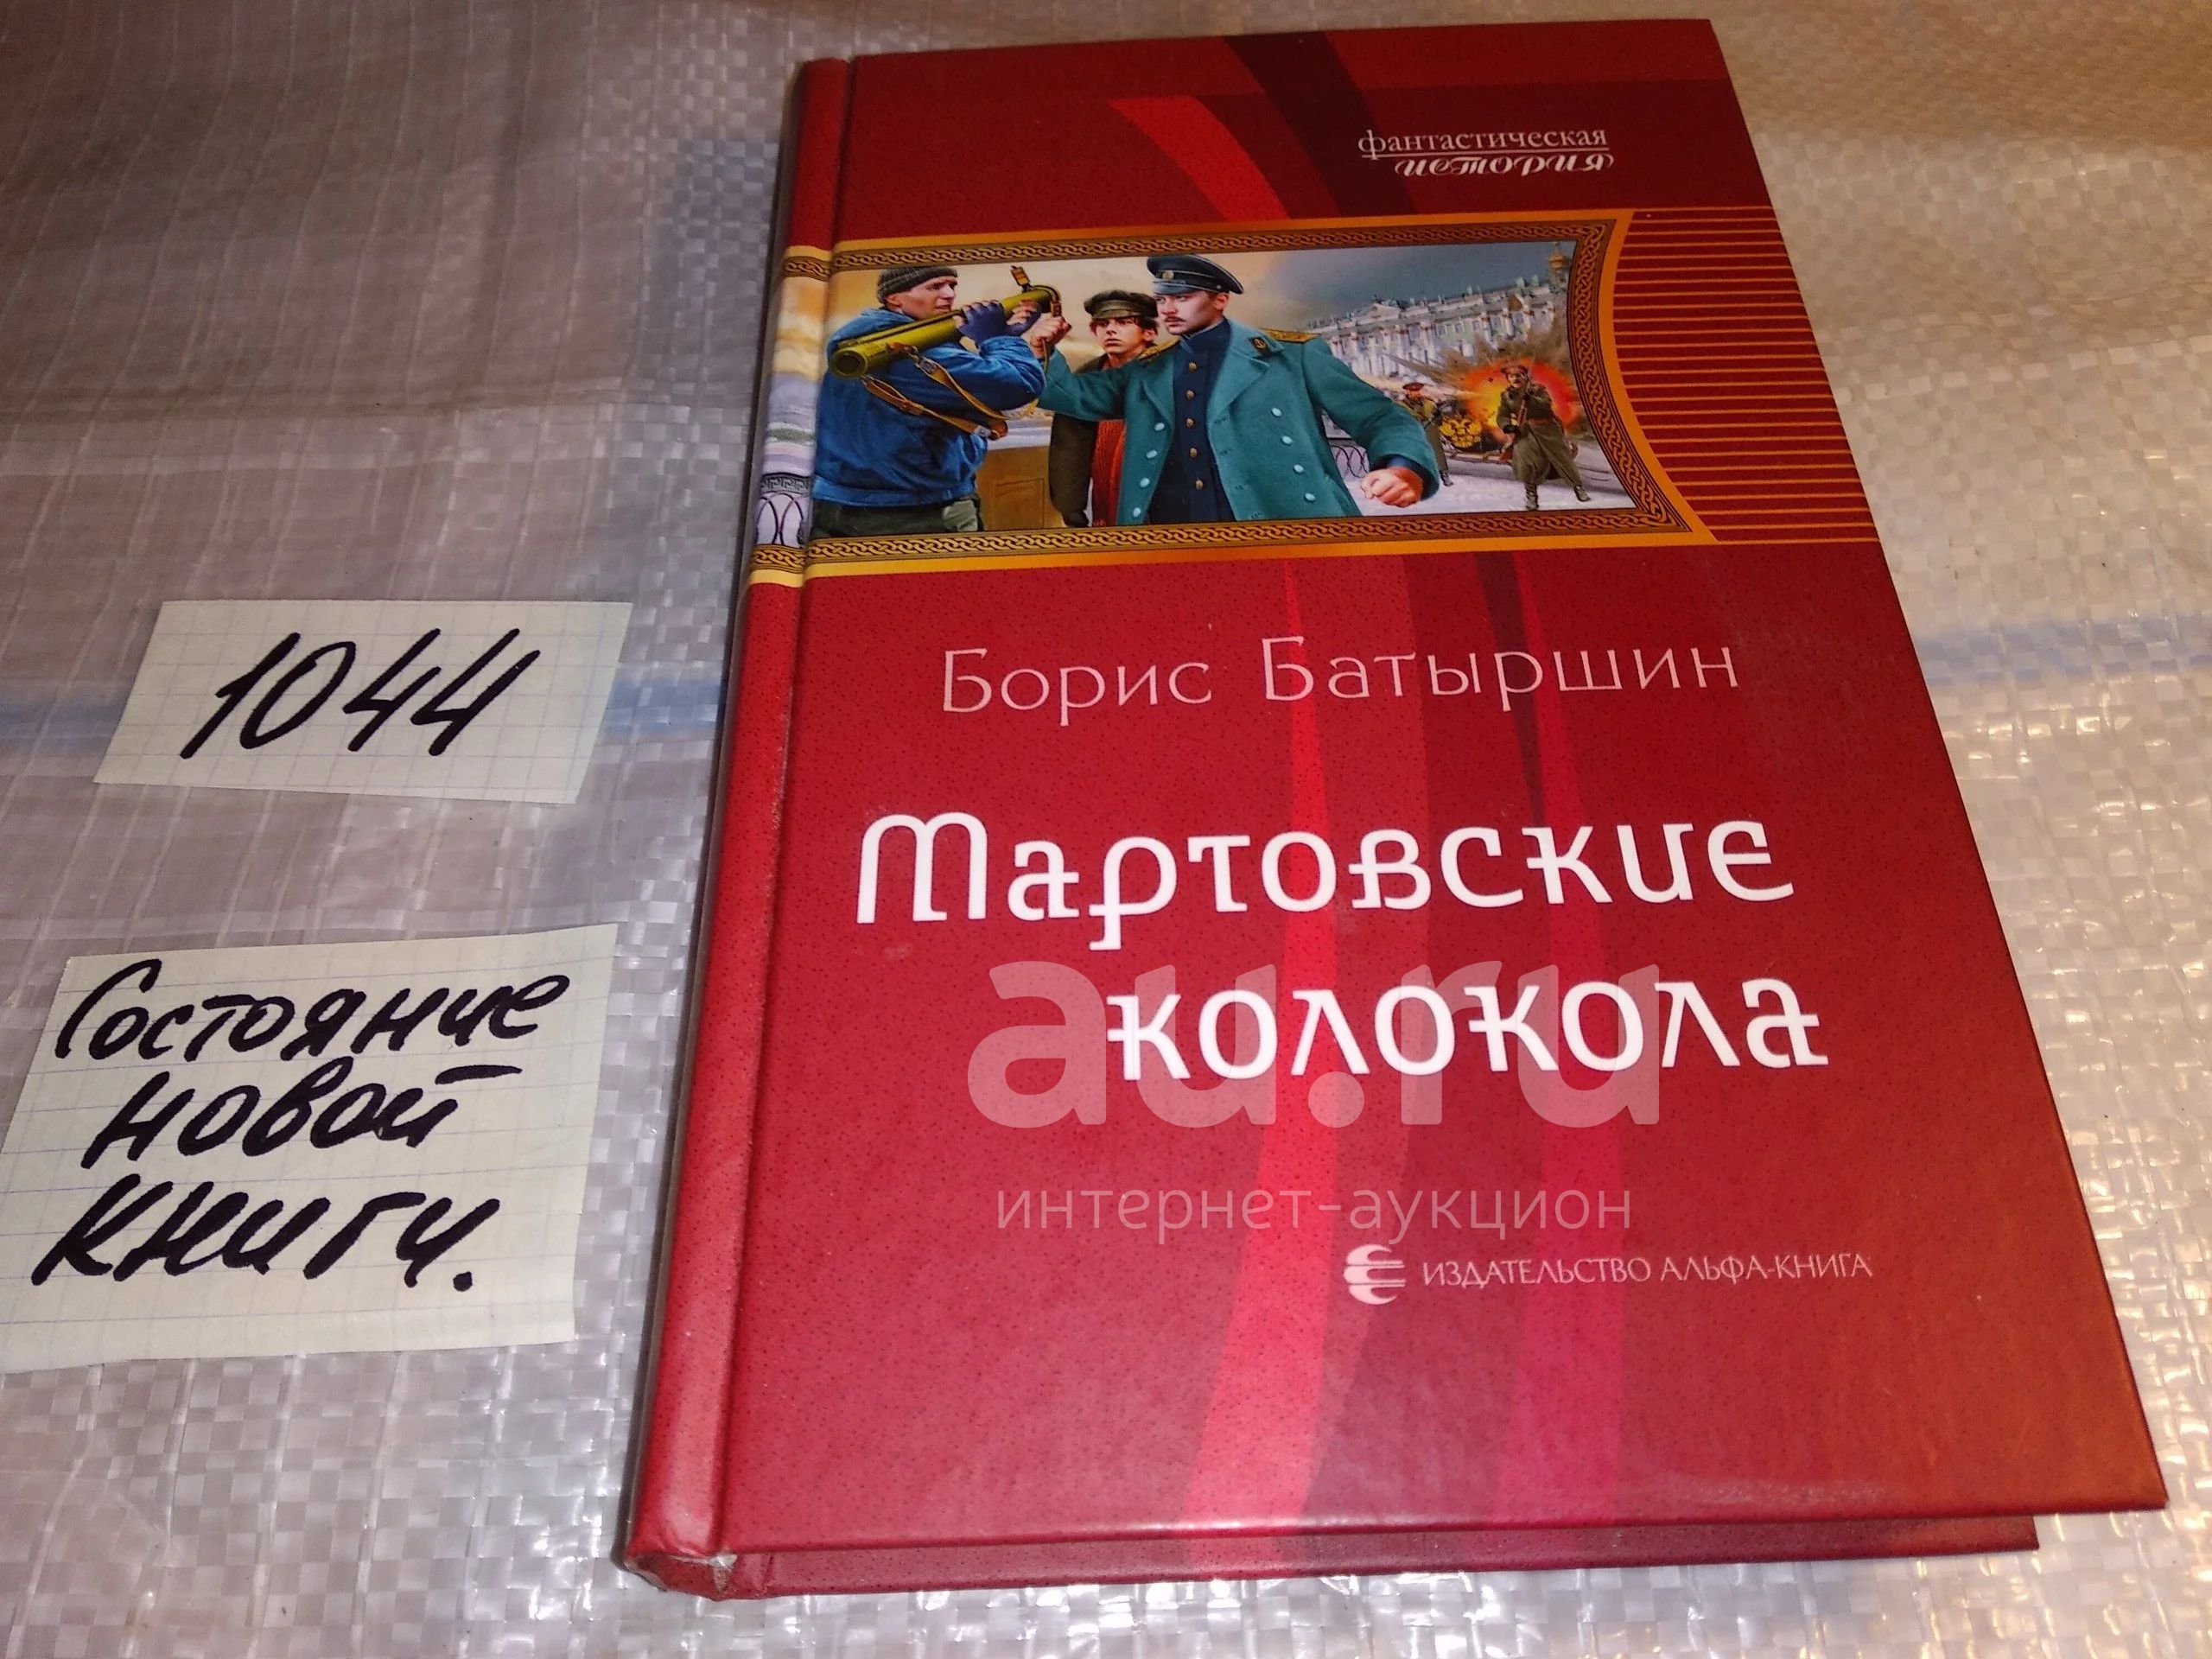 фантастическая
история
Борис Батыршин
Мартовские
колокола
au.ru
интернет-аукцион
ИЗДАТЕЛЬСТВО АЛЬФА-КНИГА
1044
Состояние
новой
книги.